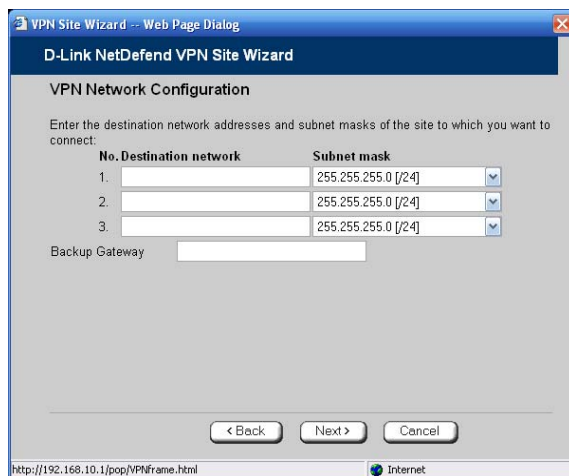 VPN Site Wizard -- Web Page Dialog
D-Link NetDefend VPN Site Wizard
VPN Network Configuration
Enter the destination network addresses and subnet masks of the site to which you want to
connect:
No. Destination network Subnet mask
1. 255.255.255.0 [/24]
2. 255.255.255.0 [/24]
3. 255.255.255.0 [/24]
Backup Gateway
< Back Next > Cancel
http://192.168.10.1/pop/VPNframe.html Internet